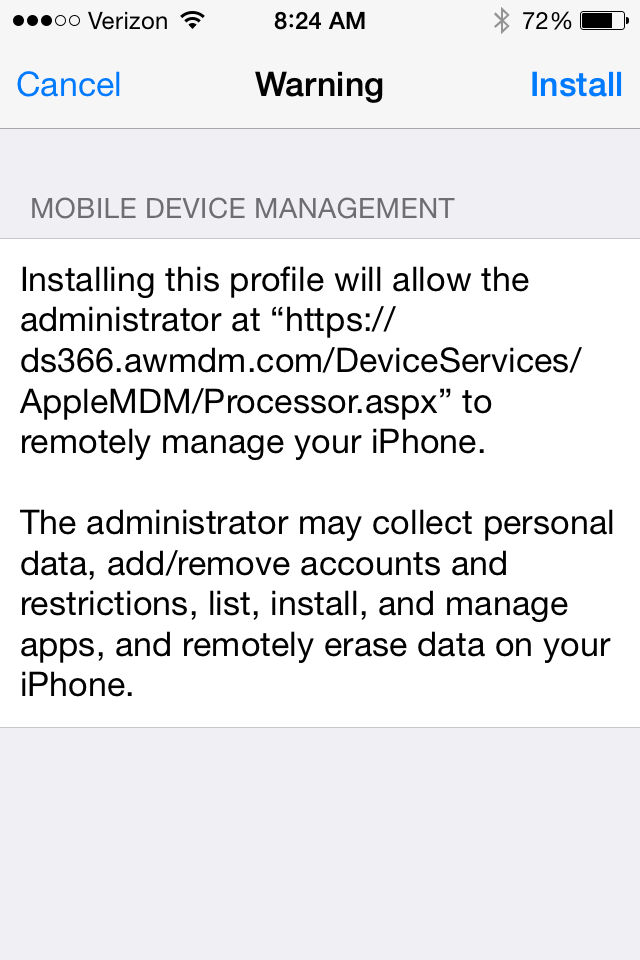 Verizon 8:24 AM 72%
Cancel Warning Install
MOBILE DEVICE MANAGEMENT
Installing this profile will allow the
administrator at “https://
ds366.awmdm.com/DeviceServices/
AppleMDM/Processor.aspx” to
remotely manage your iPhone.
The administrator may collect personal
data, add/remove accounts and
restrictions, list, install, and manage
apps, and remotely erase data on your
iPhone.